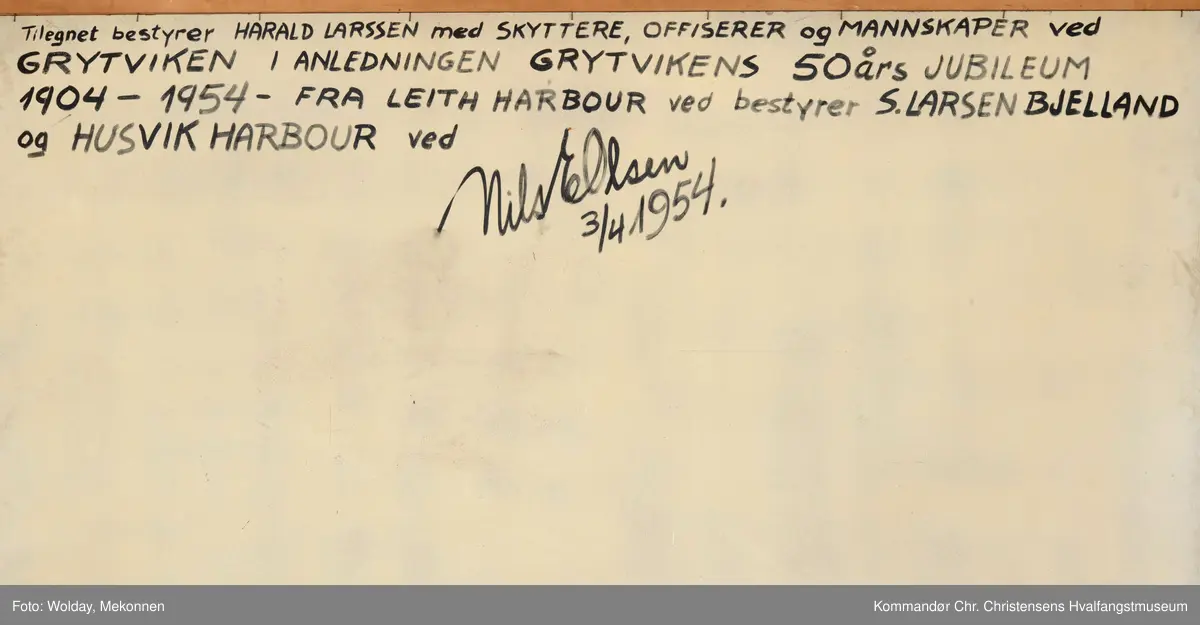 Tilegnet bestyrer HARALD LARSSEN med SKYTTERE, OFFISERER og MANNSKAPER ved
GRYTVIKEN I ANLEDNINGEN GRYTVIKENS 50års JUBILEUM
1904 – 1954 – FRA LEITH HARBOUR ved bestyrer S. LARSEN BJELLAND
og HUSVIK HARBOUR ved
Nils E Olsen
3/4 1954.
Foto: Wolday, Mekonnen
Kommandør Chr. Christensens Hvalfangstmuseum